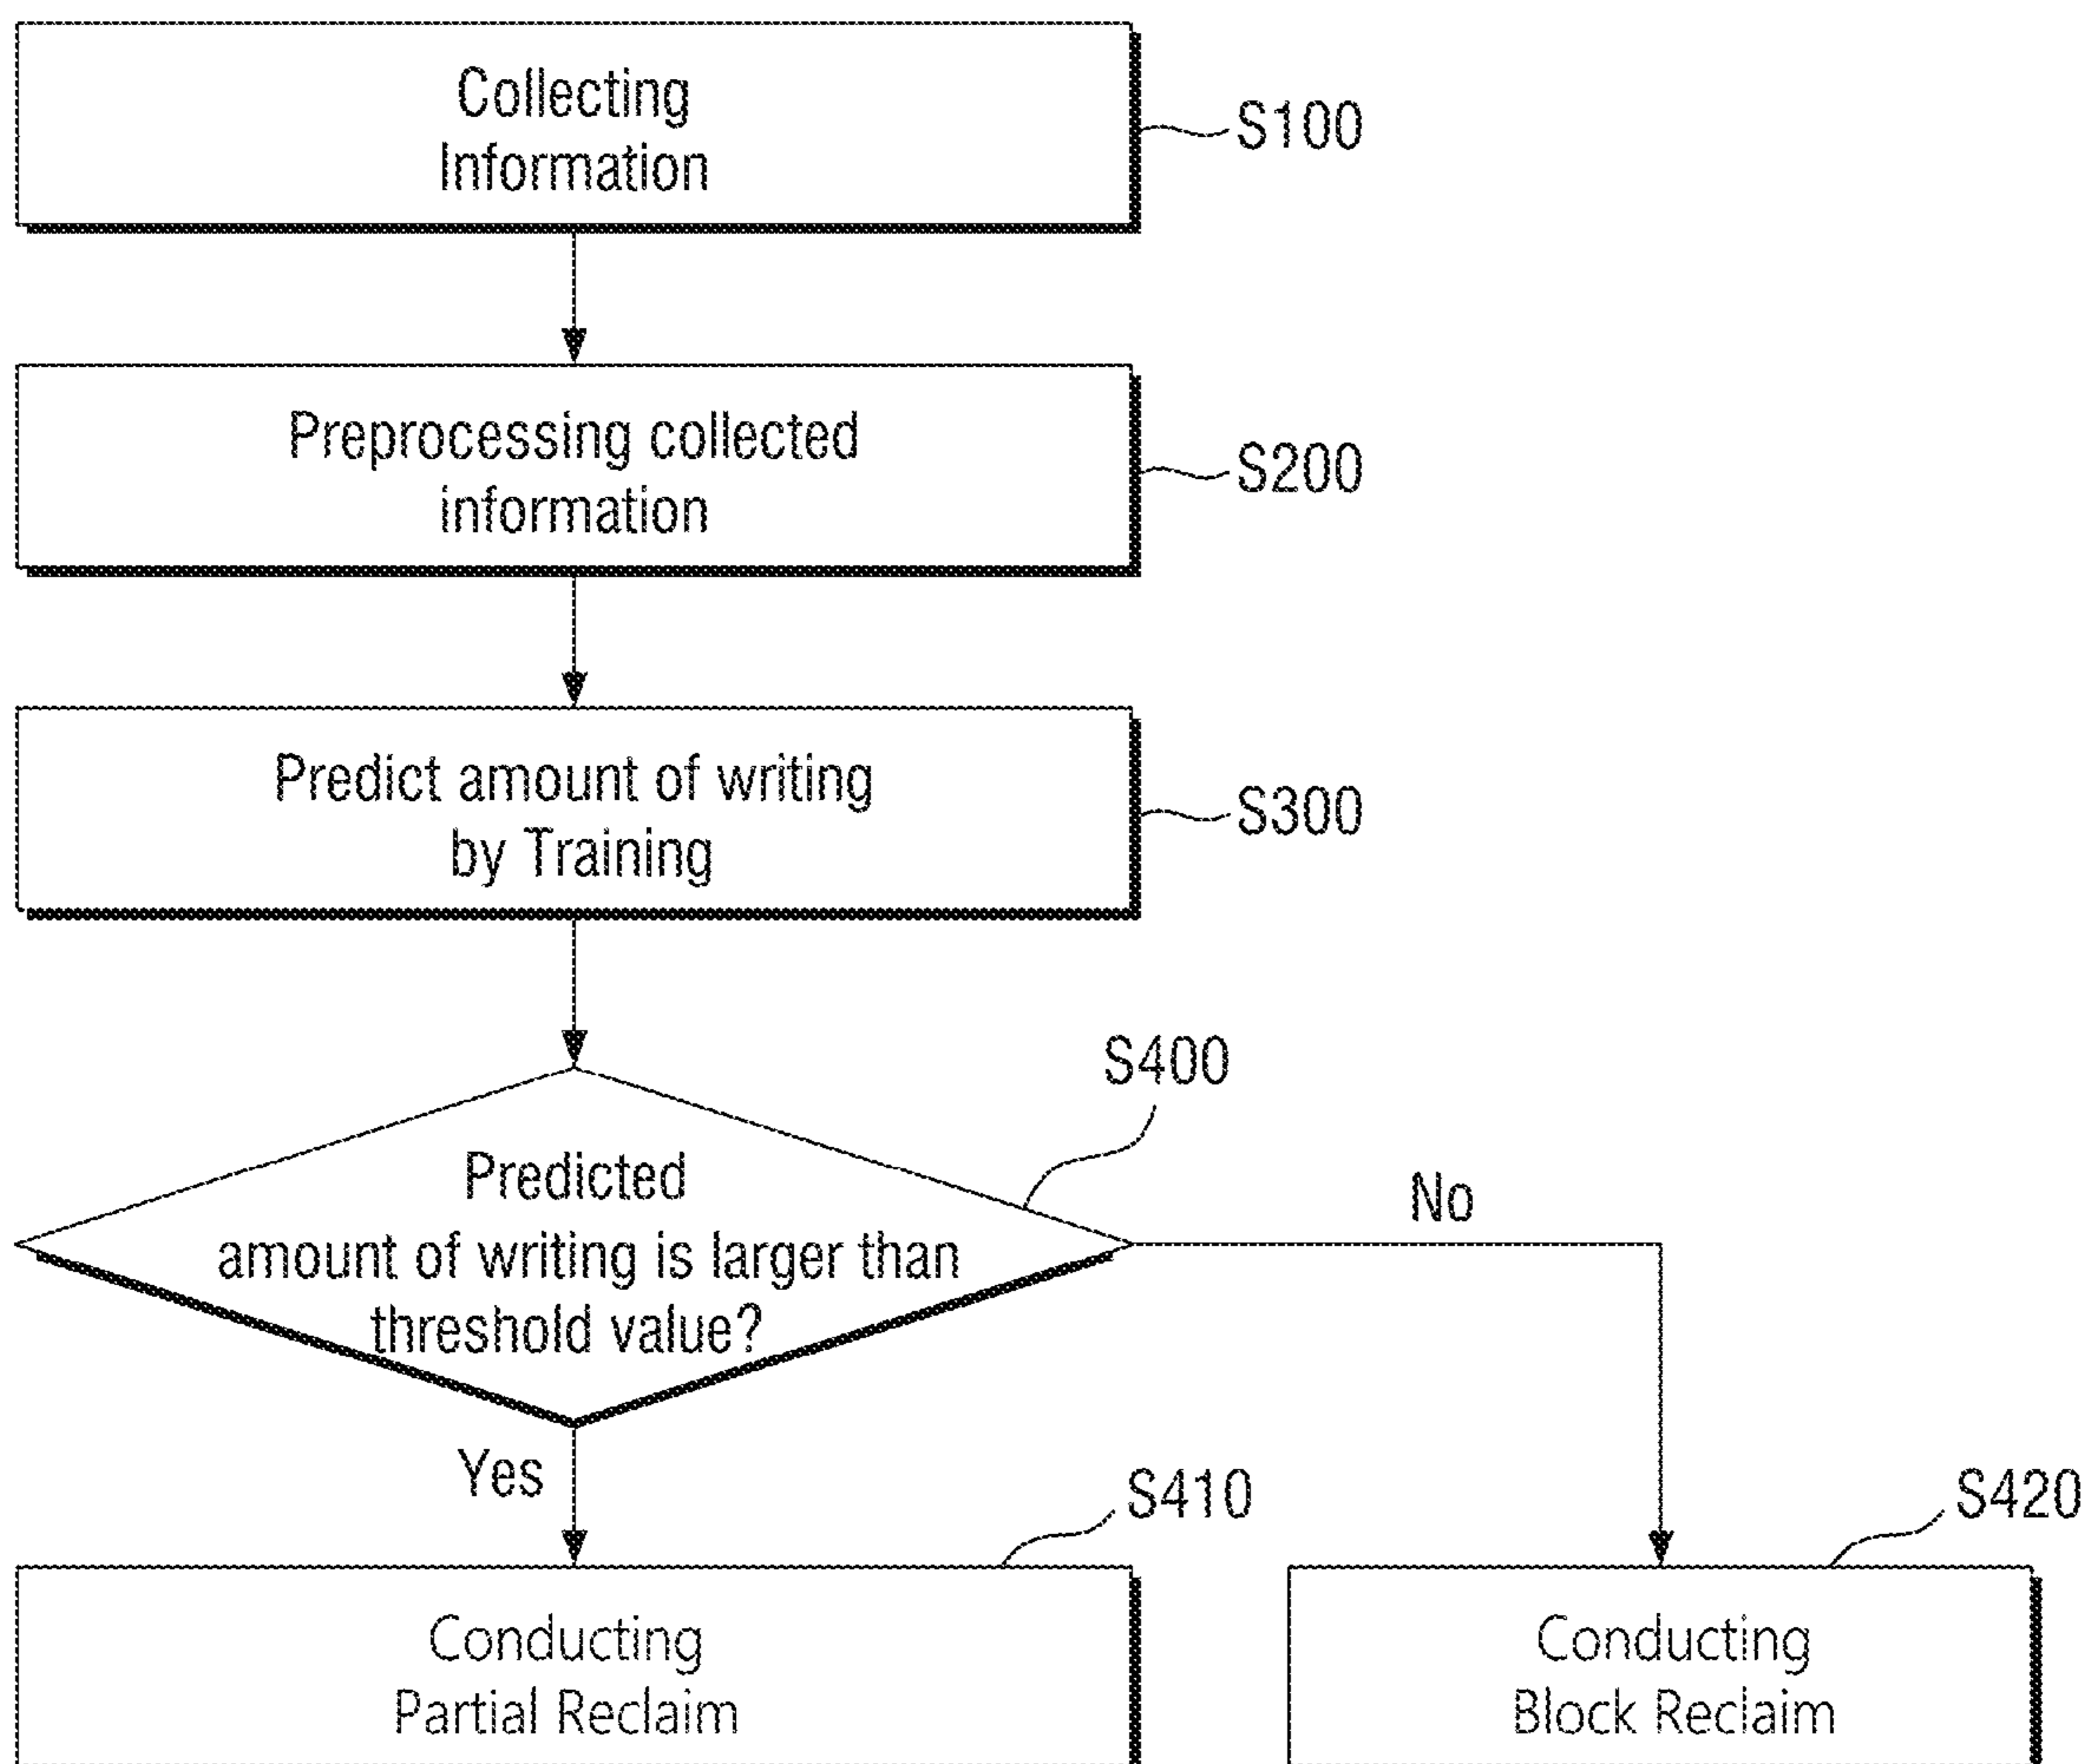 Collecting
Information
S100
Preprocessing collected
information
S200
Predict amount of writing
by Training
S300
S400
Predicted
amount of writing is larger than
threshold value?
No
Yes
S410
S420
Conducting
Partial Reclaim
Conducting
Block Reclaim